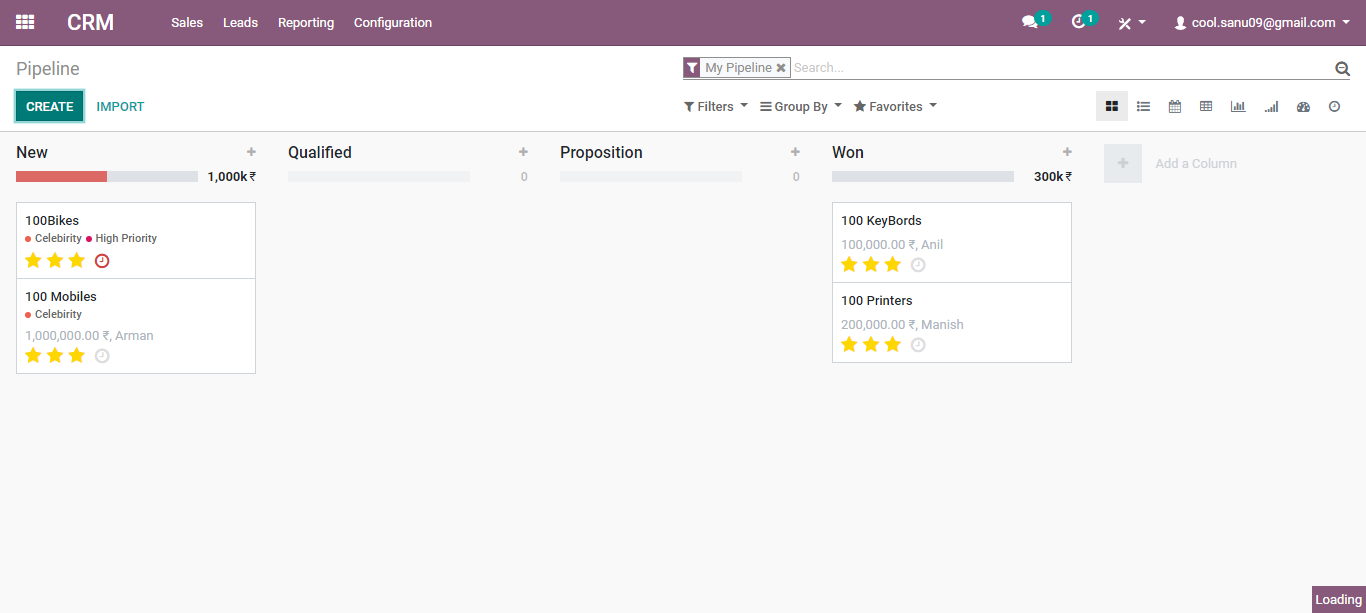 CRM Sales Leads Reporting Configuration 1 1 cool.sanu09@gmail.com
Pipeline My Pipeline Search...
CREATE IMPORT Filters Group By Favorites
New Qualified Proposition Won Add a Column
1,000k ₹ 0 0 300k ₹
100Bikes
Celebirity High Priority
100 Mobiles
Celebirity
1,000,000.00 ₹, Arman
100 KeyBords
100,000.00 ₹, Anil
100 Printers
200,000.00 ₹, Manish
Loading